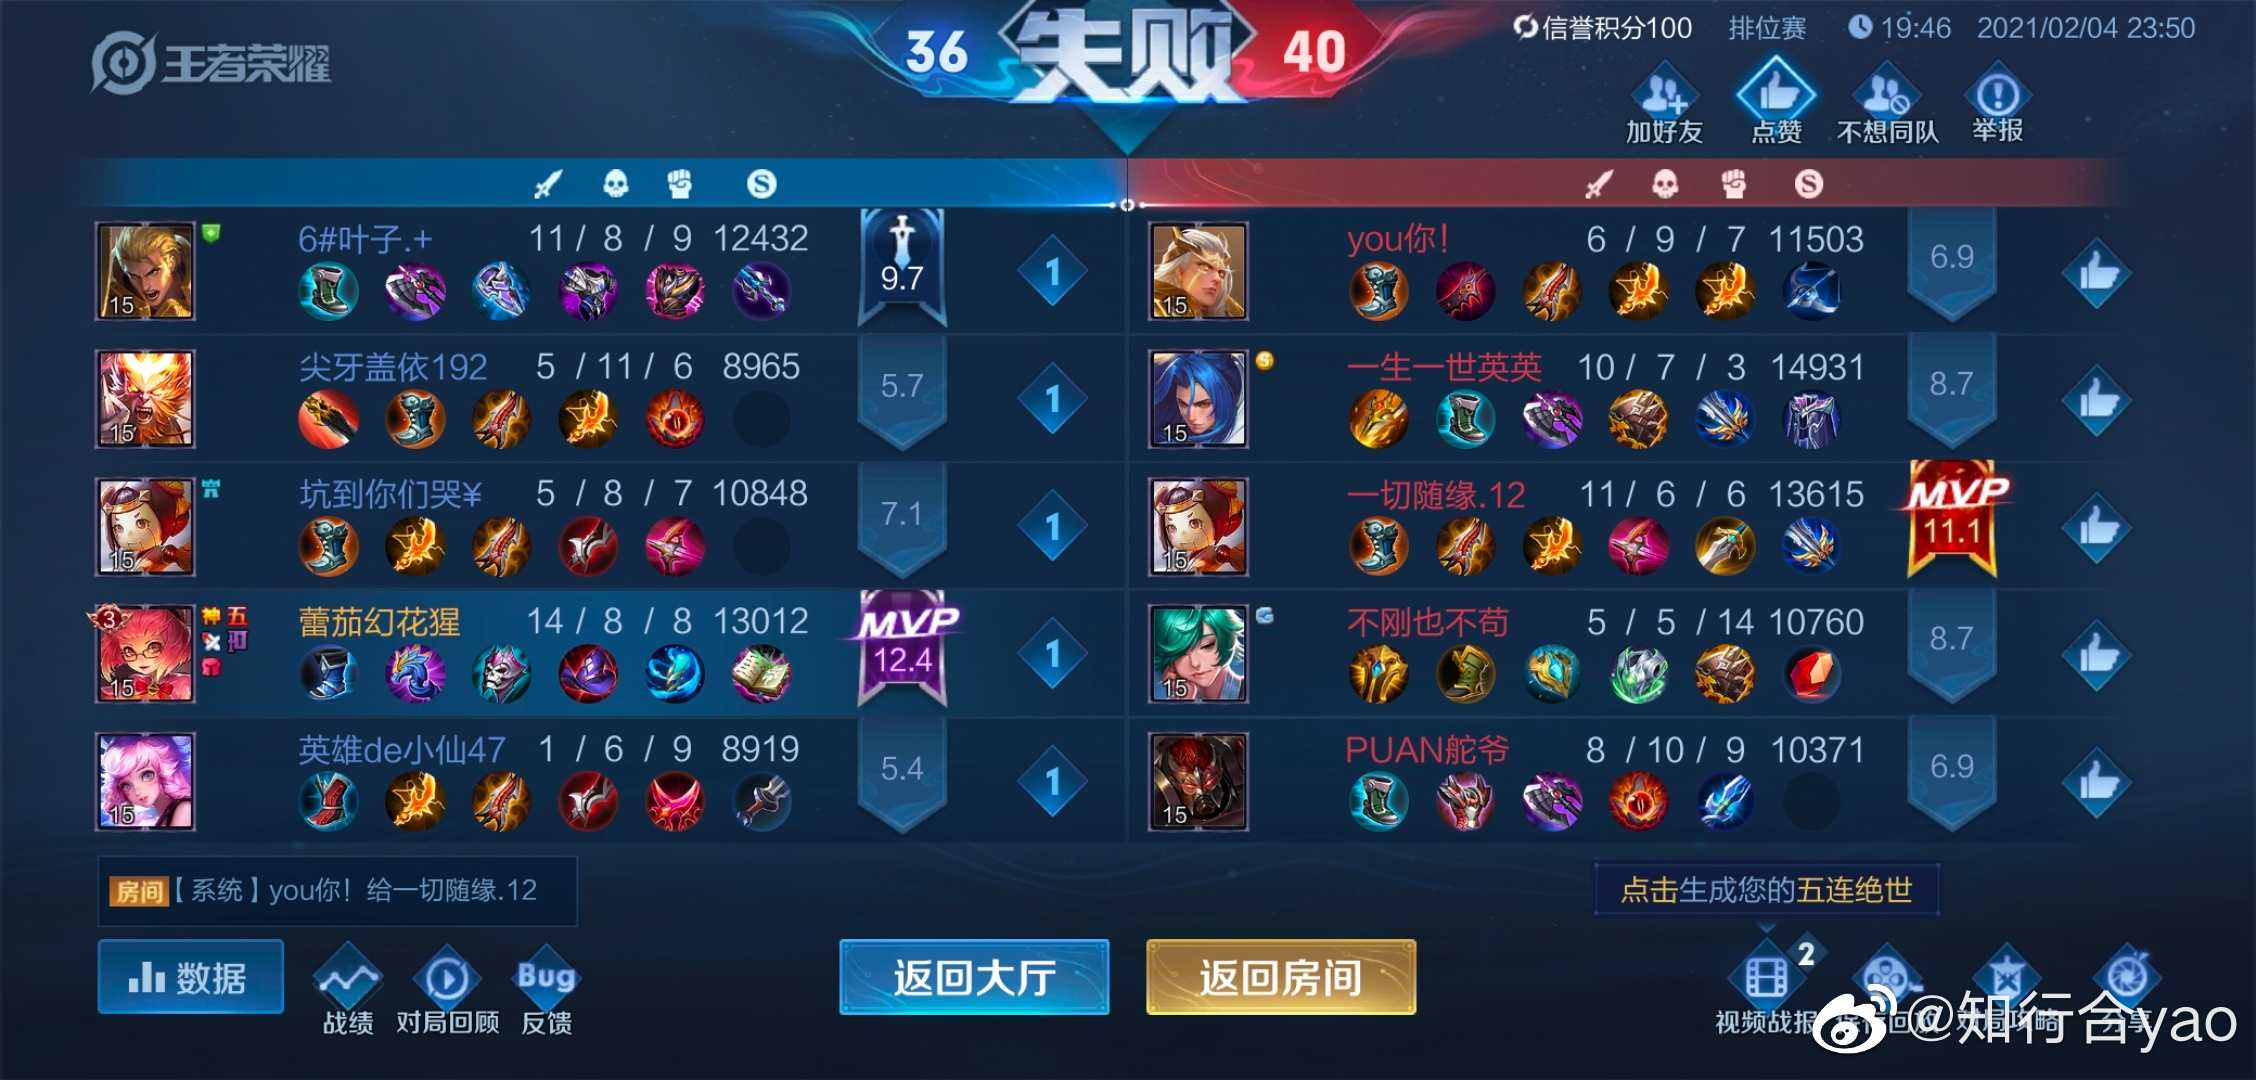 王者荣耀
36 失败 40
信誉积分100 排位赛 19:46 2021/02/04 23:50
加好友 点赞 不想同队 举报
15 6#叶子.+ 11 / 8 / 9 12432 9.7 1
15 you你! 6 / 9 / 7 11503 6.9
15 尖牙盖依192 5 / 11 / 6 8965 5.7 1
15 一生一世英英 10 / 7 / 3 14931 8.7
15 坑到你们哭¥ 5 / 8 / 7 10848 7.1 1
15 一切随缘.12 11 / 6 / 6 13615 MVP 11.1
3 15 神 五 蕾茄幻花猩 14 / 8 / 8 13012 MVP 12.4 1
15 不刚也不苟 5 / 5 / 14 10760 8.7
15 英雄de小仙47 1 / 6 / 9 8919 5.4 1
15 PUAN舵爷 8 / 10 / 9 10371 6.9
房间【系统】you你! 给一切随缘.12
点击生成您的五连绝世
数据 战绩 对局回顾 Bug 反馈
返回大厅 返回房间
2 视频战报 对局攻略 分享
@知行合yao